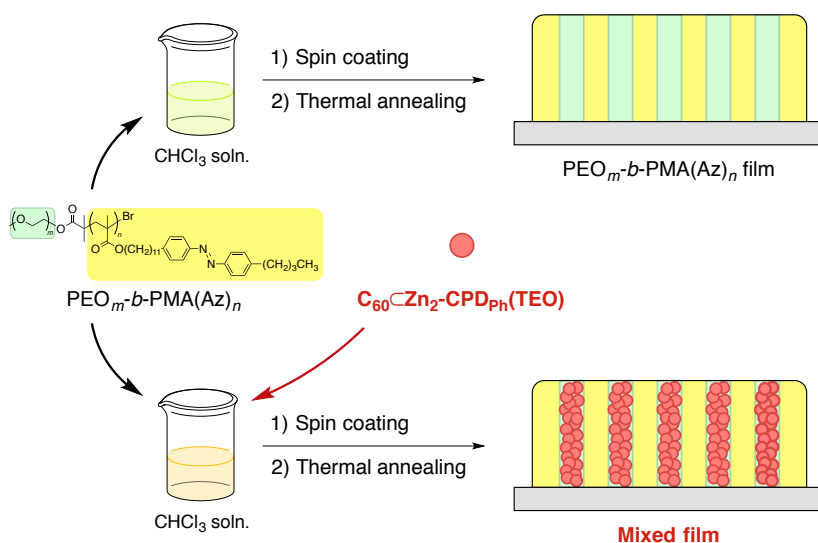 1) Spin coating
2) Thermal annealing
CHCl₃ soln.
PEOₘ-b-PMA(Az)ₙ film
O
m
O
O
n
Br
O
O(CH₂)₁₁
N
N
(CH₂)₃CH₃
PEOₘ-b-PMA(Az)ₙ
C₆₀⊂Zn₂-CPD_Ph(TEO)
1) Spin coating
2) Thermal annealing
CHCl₃ soln.
Mixed film